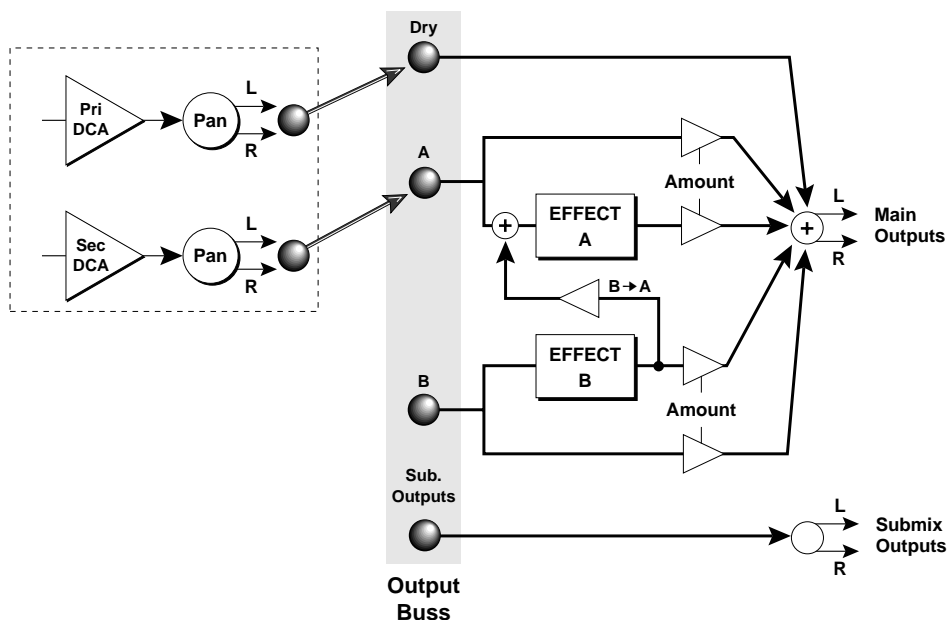 Dry
L
Pri
DCA
Pan
R
A
Amount
L
Sec
DCA
Pan
R
EFFECT
A
L
Main
Outputs
R
B→A
EFFECT
B
B
Amount
Sub.
Outputs
L
Submix
Outputs
R
Output
Buss
+
+